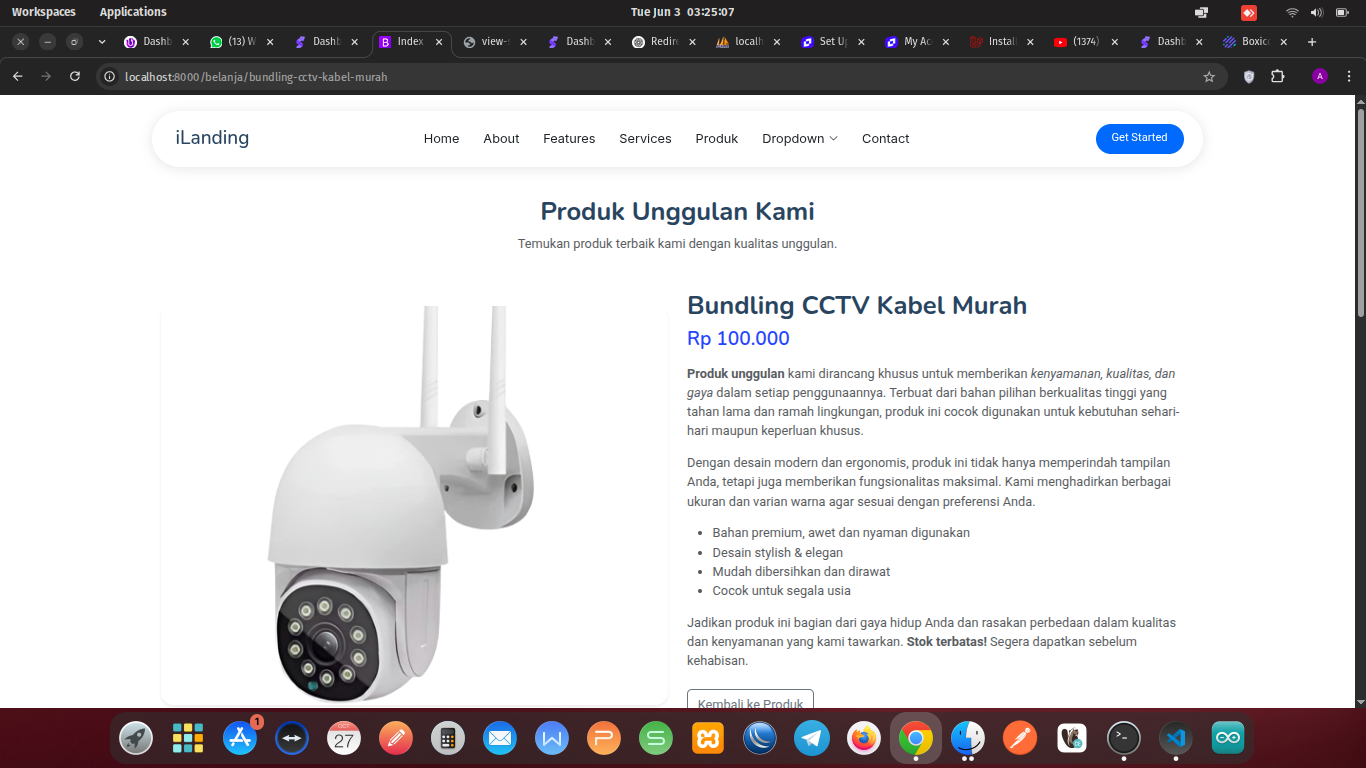 Workspaces Applications Tue Jun 3 03:25:07
Dashb (13) W Dashb Index view-s Dashb Redire localh Set Up My Acc Install (1374) Dashb Boxico
localhost:8000/belanja/bundling-cctv-kabel-murah
iLanding Home About Features Services Produk Dropdown Contact Get Started
Produk Unggulan Kami
Temukan produk terbaik kami dengan kualitas unggulan.
Bundling CCTV Kabel Murah
Rp 100.000
Produk unggulan kami dirancang khusus untuk memberikan kenyamanan, kualitas, dan
gaya dalam setiap penggunaannya. Terbuat dari bahan pilihan berkualitas tinggi yang
tahan lama dan ramah lingkungan, produk ini cocok digunakan untuk kebutuhan sehari-
hari maupun keperluan khusus.
Dengan desain modern dan ergonomis, produk ini tidak hanya memperindah tampilan
Anda, tetapi juga memberikan fungsionalitas maksimal. Kami menghadirkan berbagai
ukuran dan varian warna agar sesuai dengan preferensi Anda.
• Bahan premium, awet dan nyaman digunakan
• Desain stylish & elegan
• Mudah dibersihkan dan dirawat
• Cocok untuk segala usia
Jadikan produk ini bagian dari gaya hidup Anda dan rasakan perbedaan dalam kualitas
dan kenyamanan yang kami tawarkan. Stok terbatas! Segera dapatkan sebelum
kehabisan.
Kembali ke Produk
1
27